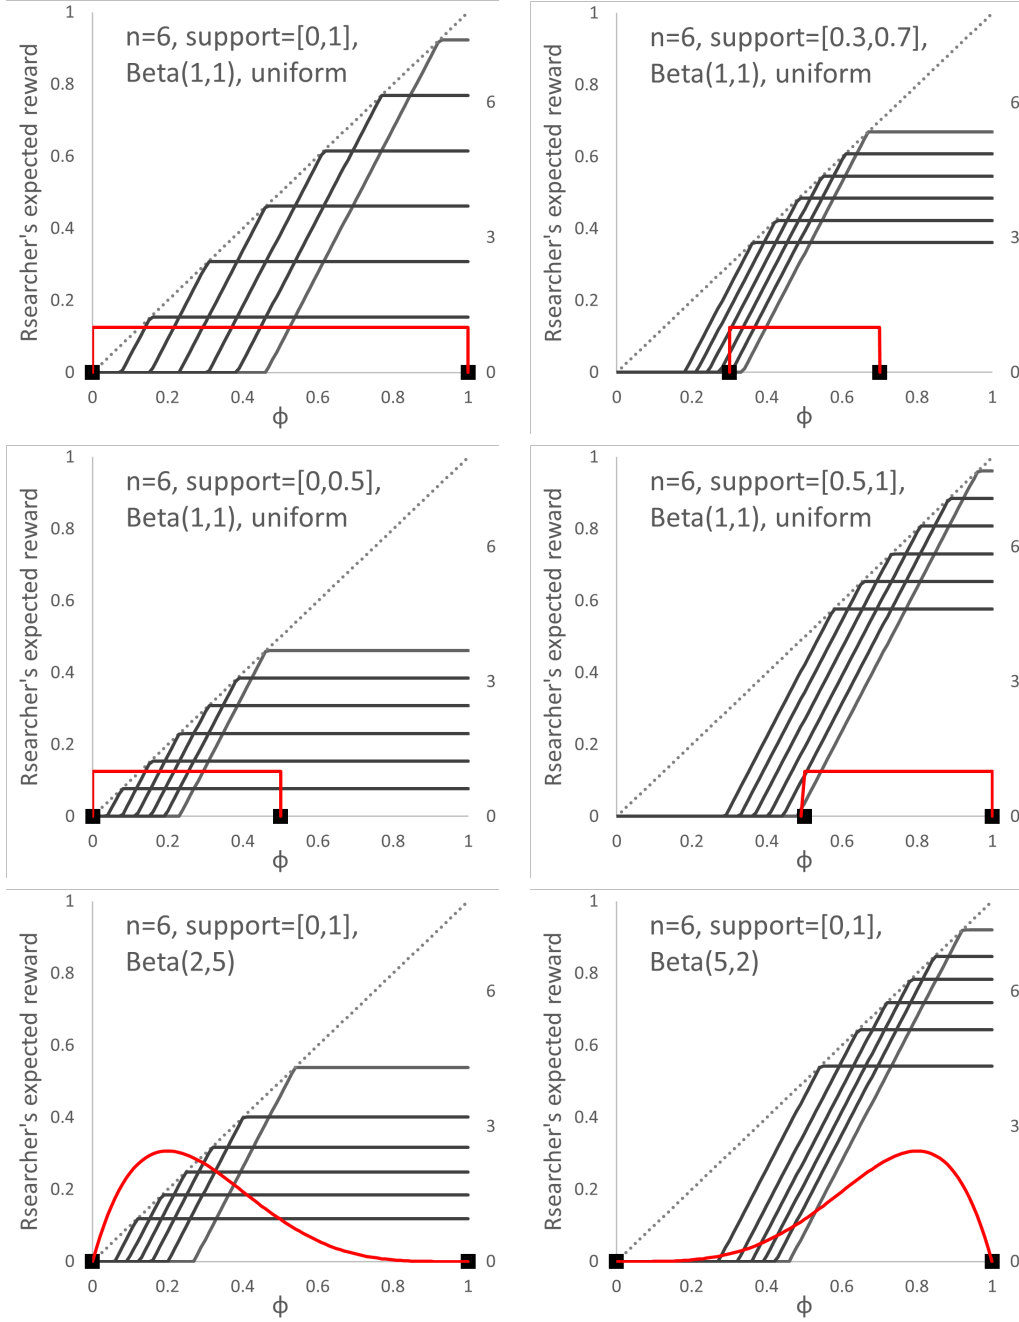 n=6, support=[0,1],
Beta(1,1), uniform
Rsearcher's expected reward
1
0.8
0.6
0.4
0.2
0
6
3
0
0 0.2 0.4 0.6 0.8 1
ϕ
n=6, support=[0.3,0.7],
Beta(1,1), uniform
Rsearcher's expected reward
1
0.8
0.6
0.4
0.2
0
6
3
0
0 0.2 0.4 0.6 0.8 1
ϕ
n=6, support=[0,0.5],
Beta(1,1), uniform
Rsearcher's expected reward
1
0.8
0.6
0.4
0.2
0
6
3
0
0 0.2 0.4 0.6 0.8 1
ϕ
n=6, support=[0.5,1],
Beta(1,1), uniform
Rsearcher's expected reward
1
0.8
0.6
0.4
0.2
0
6
3
0
0 0.2 0.4 0.6 0.8 1
ϕ
n=6, support=[0,1],
Beta(2,5)
Rsearcher's expected reward
1
0.8
0.6
0.4
0.2
0
6
3
0
0 0.2 0.4 0.6 0.8 1
ϕ
n=6, support=[0,1],
Beta(5,2)
Rsearcher's expected reward
1
0.8
0.6
0.4
0.2
0
6
3
0
0 0.2 0.4 0.6 0.8 1
ϕ